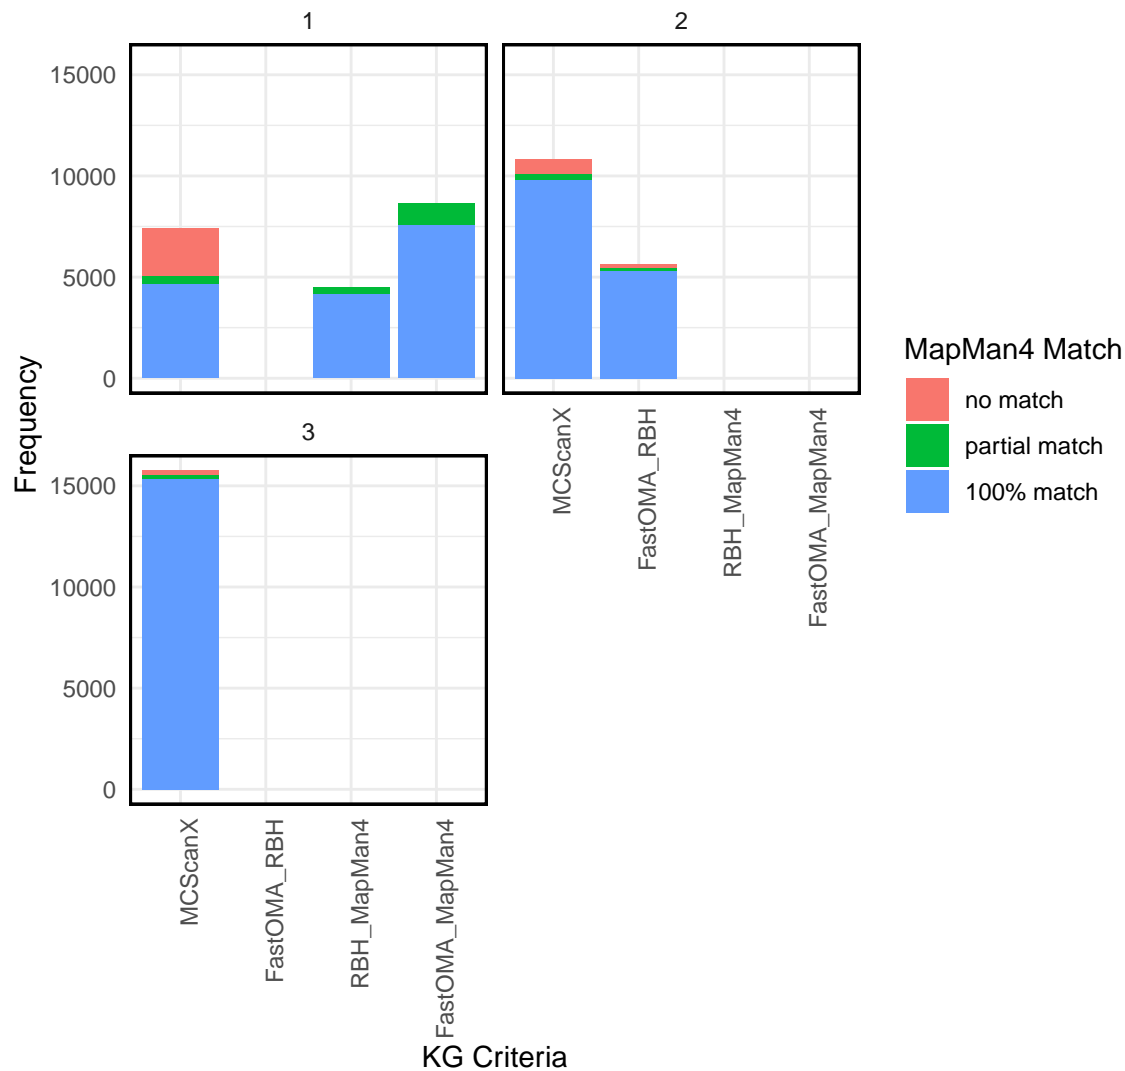 1
2
15000
10000
5000
0
Frequency
3
15000
10000
5000
0
MCScanX
FastOMA_RBH
RBH_MapMan4
FastOMA_MapMan4
MCScanX
FastOMA_RBH
RBH_MapMan4
FastOMA_MapMan4
KG Criteria
MapMan4 Match
no match
partial match
100% match